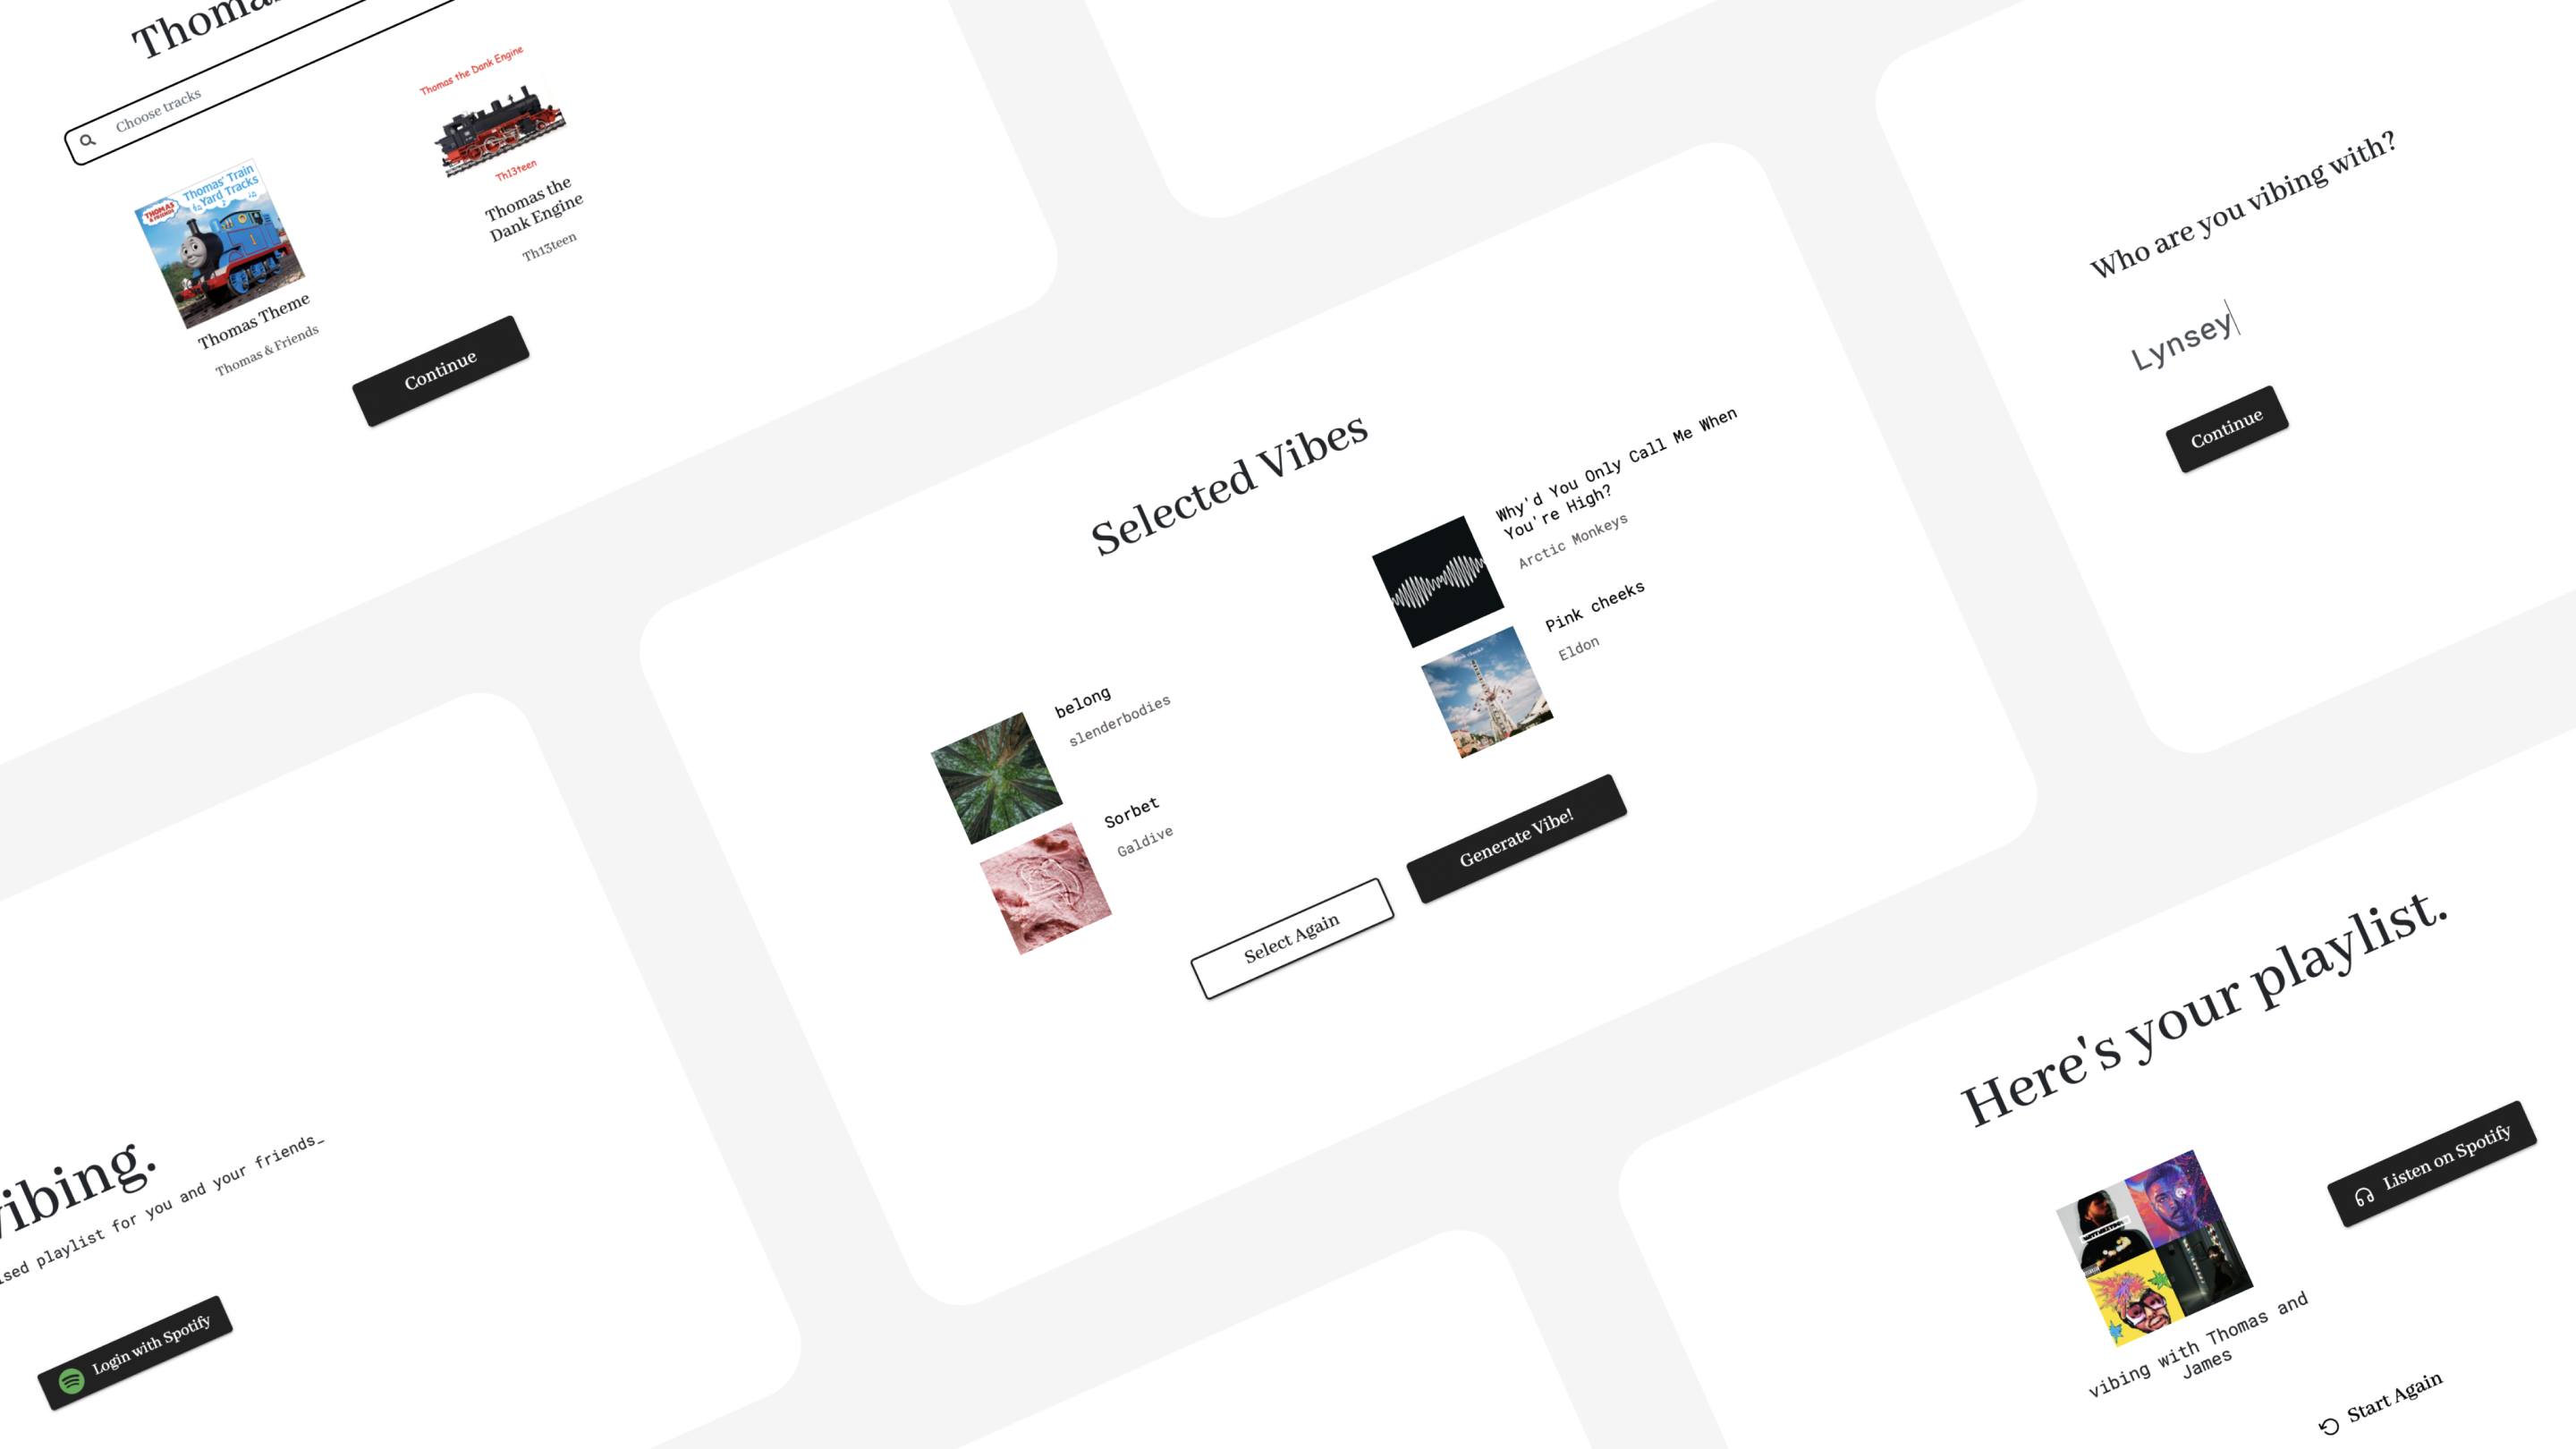 Choose tracks
THOMAS & FRIENDS
Thomas' Train
Yard Tracks
Thomas Theme
Thomas & Friends
Thomas the Dank Engine
Th13teen
Thomas the
Dank Engine
Th13teen
Continue
Who are you vibing with?
Lynsey
Continue
Selected Vibes
belong
slenderbodies
Sorbet
Galdive
Why'd You Only Call Me When
You're High?
Arctic Monkeys
Pink cheeks
Eldon
Select Again
Generate Vibe!
playlist for you and your friends_
Login with Spotify
Here's your playlist.
Listen on Spotify
vibing with Thomas and
James
Start Again